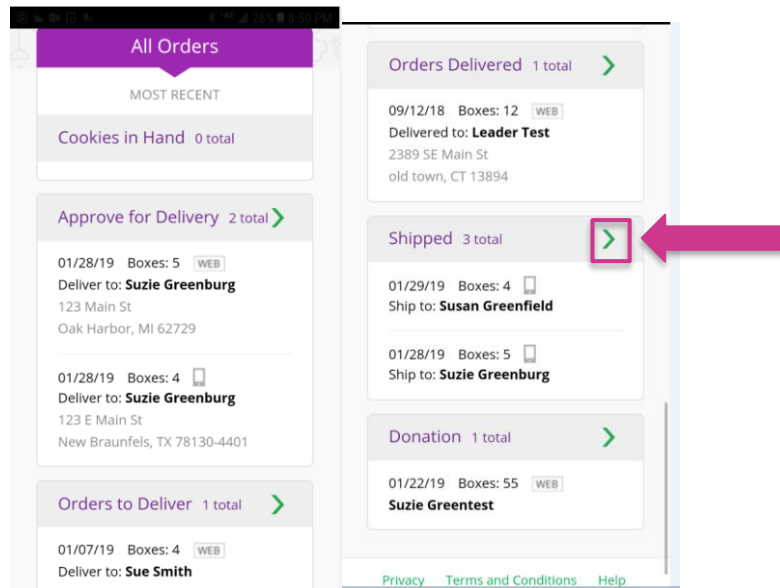 26% 8:50 PM
All Orders
MOST RECENT
Cookies in Hand 0 total
Approve for Delivery 2 total
01/28/19 Boxes: 5 WEB
Deliver to: Suzie Greenburg
123 Main St
Oak Harbor, MI 62729
01/28/19 Boxes: 4
Deliver to: Suzie Greenburg
123 E Main St
New Braunfels, TX 78130-4401
Orders to Deliver 1 total
01/07/19 Boxes: 4 WEB
Deliver to: Sue Smith
Orders Delivered 1 total
09/12/18 Boxes: 12 WEB
Delivered to: Leader Test
2389 SE Main St
old town, CT 13894
Shipped 3 total
01/29/19 Boxes: 4
Ship to: Susan Greenfield
01/28/19 Boxes: 5
Ship to: Suzie Greenburg
Donation 1 total
01/22/19 Boxes: 55 WEB
Suzie Greentest
Privacy Terms and Conditions Help